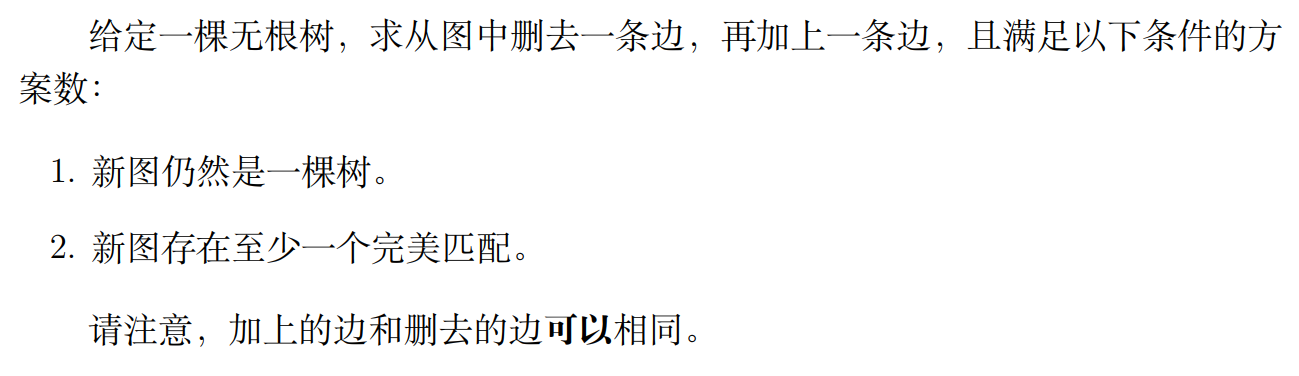 给定一棵无根树，求从图中删去一条边，再加上一条边，且满足以下条件的方
案数：
1. 新图仍然是一棵树。
2. 新图存在至少一个完美匹配。
请注意，加上的边和删去的边可以相同。